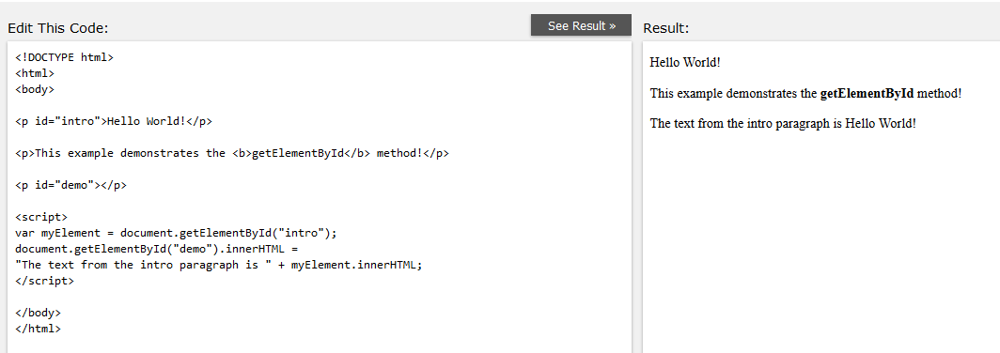 Edit This Code:
See Result »
Result:
<!DOCTYPE html>
<html>
<body>
<p id="intro">Hello World!</p>
<p>This example demonstrates the <b>getElementById</b> method!</p>
<p id="demo"></p>
<script>
var myElement = document.getElementById("intro");
document.getElementById("demo").innerHTML =
"The text from the intro paragraph is " + myElement.innerHTML;
</script>
</body>
</html>
Hello World!
This example demonstrates the getElementById method!
The text from the intro paragraph is Hello World!